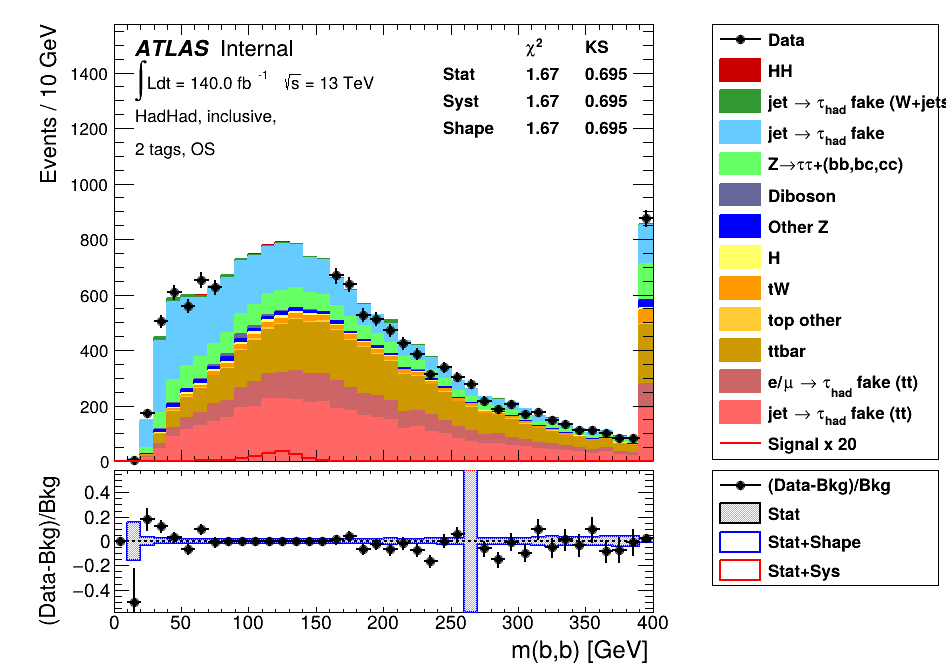 Events / 10 GeV
1400
1200
1000
800
600
400
200
0
ATLAS Internal
∫Ldt = 140.0 fb⁻¹ √s = 13 TeV
HadHad, inclusive,
2 tags, OS
χ² KS
Stat 1.67 0.695
Syst 1.67 0.695
Shape 1.67 0.695
Data
HH
jet → τhad fake (W+jets
jet → τhad fake
Z→ττ+(bb,bc,cc)
Diboson
Other Z
H
tW
top other
ttbar
e/μ → τhad fake (tt)
jet → τhad fake (tt)
Signal x 20
(Data-Bkg)/Bkg
0.4
0.2
0
−0.2
−0.4
0 50 100 150 200 250 300 350 400
m(b,b) [GeV]
(Data-Bkg)/Bkg
Stat
Stat+Shape
Stat+Sys